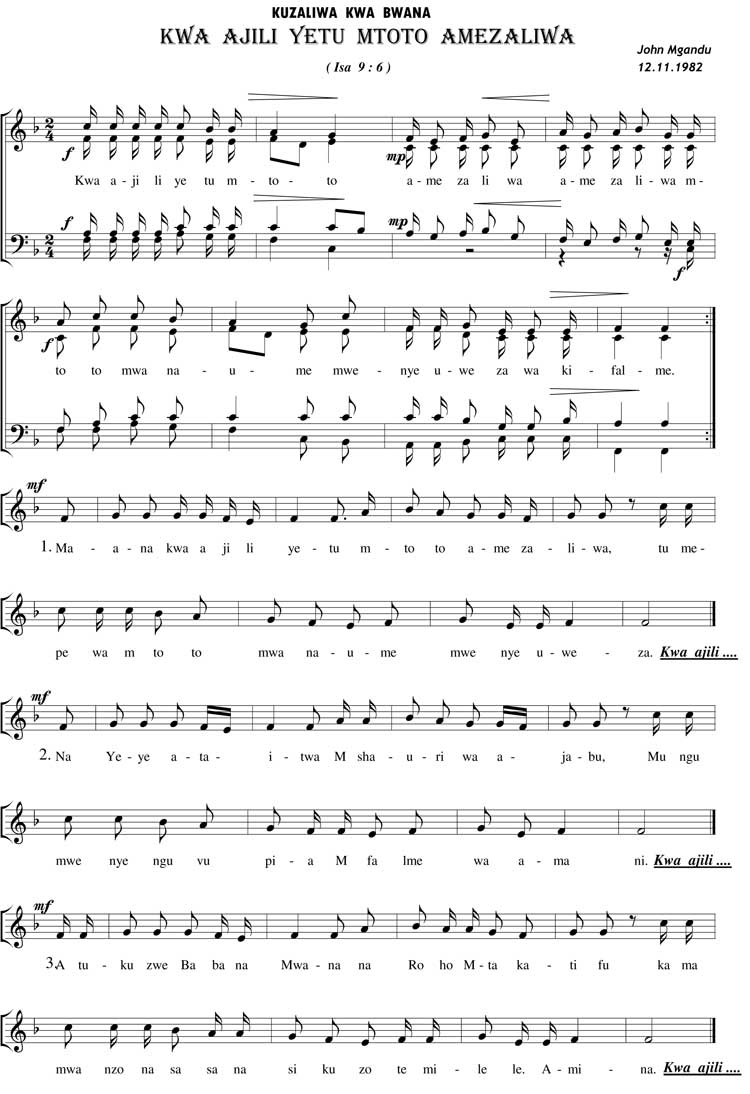 KUZALIWA KWA BWANA
KWA AJILI YETU MTOTO AMEZALIWA
( Isa 9 : 6 )
John Mgandu
12.11.1982
f mp
Kwa a - ji li ye tu m - to - to a - me za li wa a - me za li - wa m -
f mp
f
f
to to mwa na - u - me mwe - nye u - we za wa ki - fal - me.
mf
1. Ma - a - na kwa a ji li ye - tu m - to to a - me za - li - wa, tu me -
pe wa m to to mwa na - u - me mwe nye u - we - za. Kwa ajili ....
mf
2. Na Ye - ye a - ta - i - twa M sha - u - ri wa a - ja - bu, Mu ngu
mwe nye ngu vu pi - a M fa lme wa a - ma ni. Kwa ajili ....
mf
3. A tu - ku zwe Ba ba na Mwa - na na Ro ho M - ta ka - ti fu ka ma
mwa nzo na sa sa na si ku zo te mi - le le. A - mi - na. Kwa ajili ....